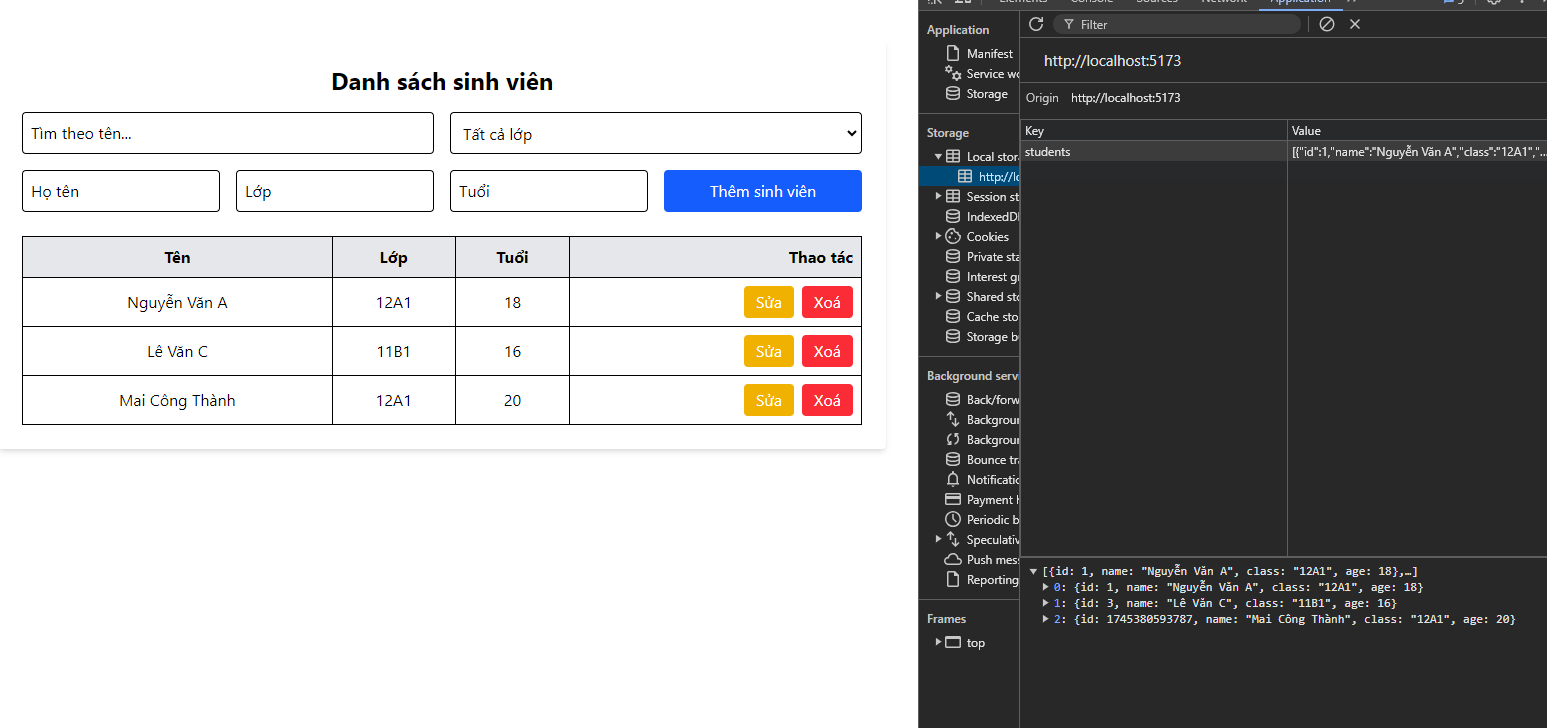 Danh sách sinh viên
Tìm theo tên...
Tất cả lớp
Họ tên
Lớp
Tuổi
Thêm sinh viên
Tên Lớp Tuổi Thao tác
Nguyễn Văn A 12A1 18 Sửa Xoá
Lê Văn C 11B1 16 Sửa Xoá
Mai Công Thành 12A1 20 Sửa Xoá
Elements Console Sources Network Application
Application
Manifest
Service wo
Storage
Storage
Local stor
http://lo
Session st
IndexedD
Cookies
Private sta
Interest g
Shared sto
Cache sto
Storage b
Background serv
Back/forw
Backgrou
Backgrou
Bounce tr
Notificatio
Payment h
Periodic b
Speculativ
Push mes
Reporting
Frames
top
Filter
http://localhost:5173
Origin http://localhost:5173
Key Value
students [{"id":1,"name":"Nguyễn Văn A","class":"12A1","...
[{id: 1, name: "Nguyễn Văn A", class: "12A1", age: 18},…]
0: {id: 1, name: "Nguyễn Văn A", class: "12A1", age: 18}
1: {id: 3, name: "Lê Văn C", class: "11B1", age: 16}
2: {id: 1745380593787, name: "Mai Công Thành", class: "12A1", age: 20}